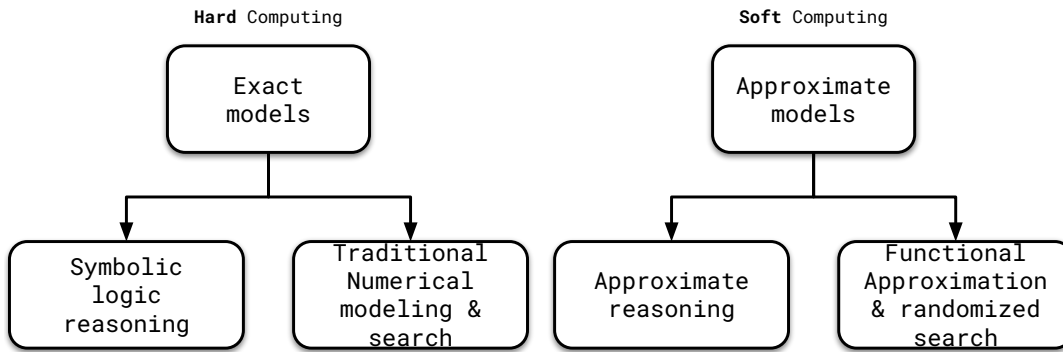 Hard Computing
Soft Computing
Exact
models
Approximate
models
Symbolic
logic
reasoning
Traditional
Numerical
modeling &
search
Approximate
reasoning
Functional
Approximation
& randomized
search